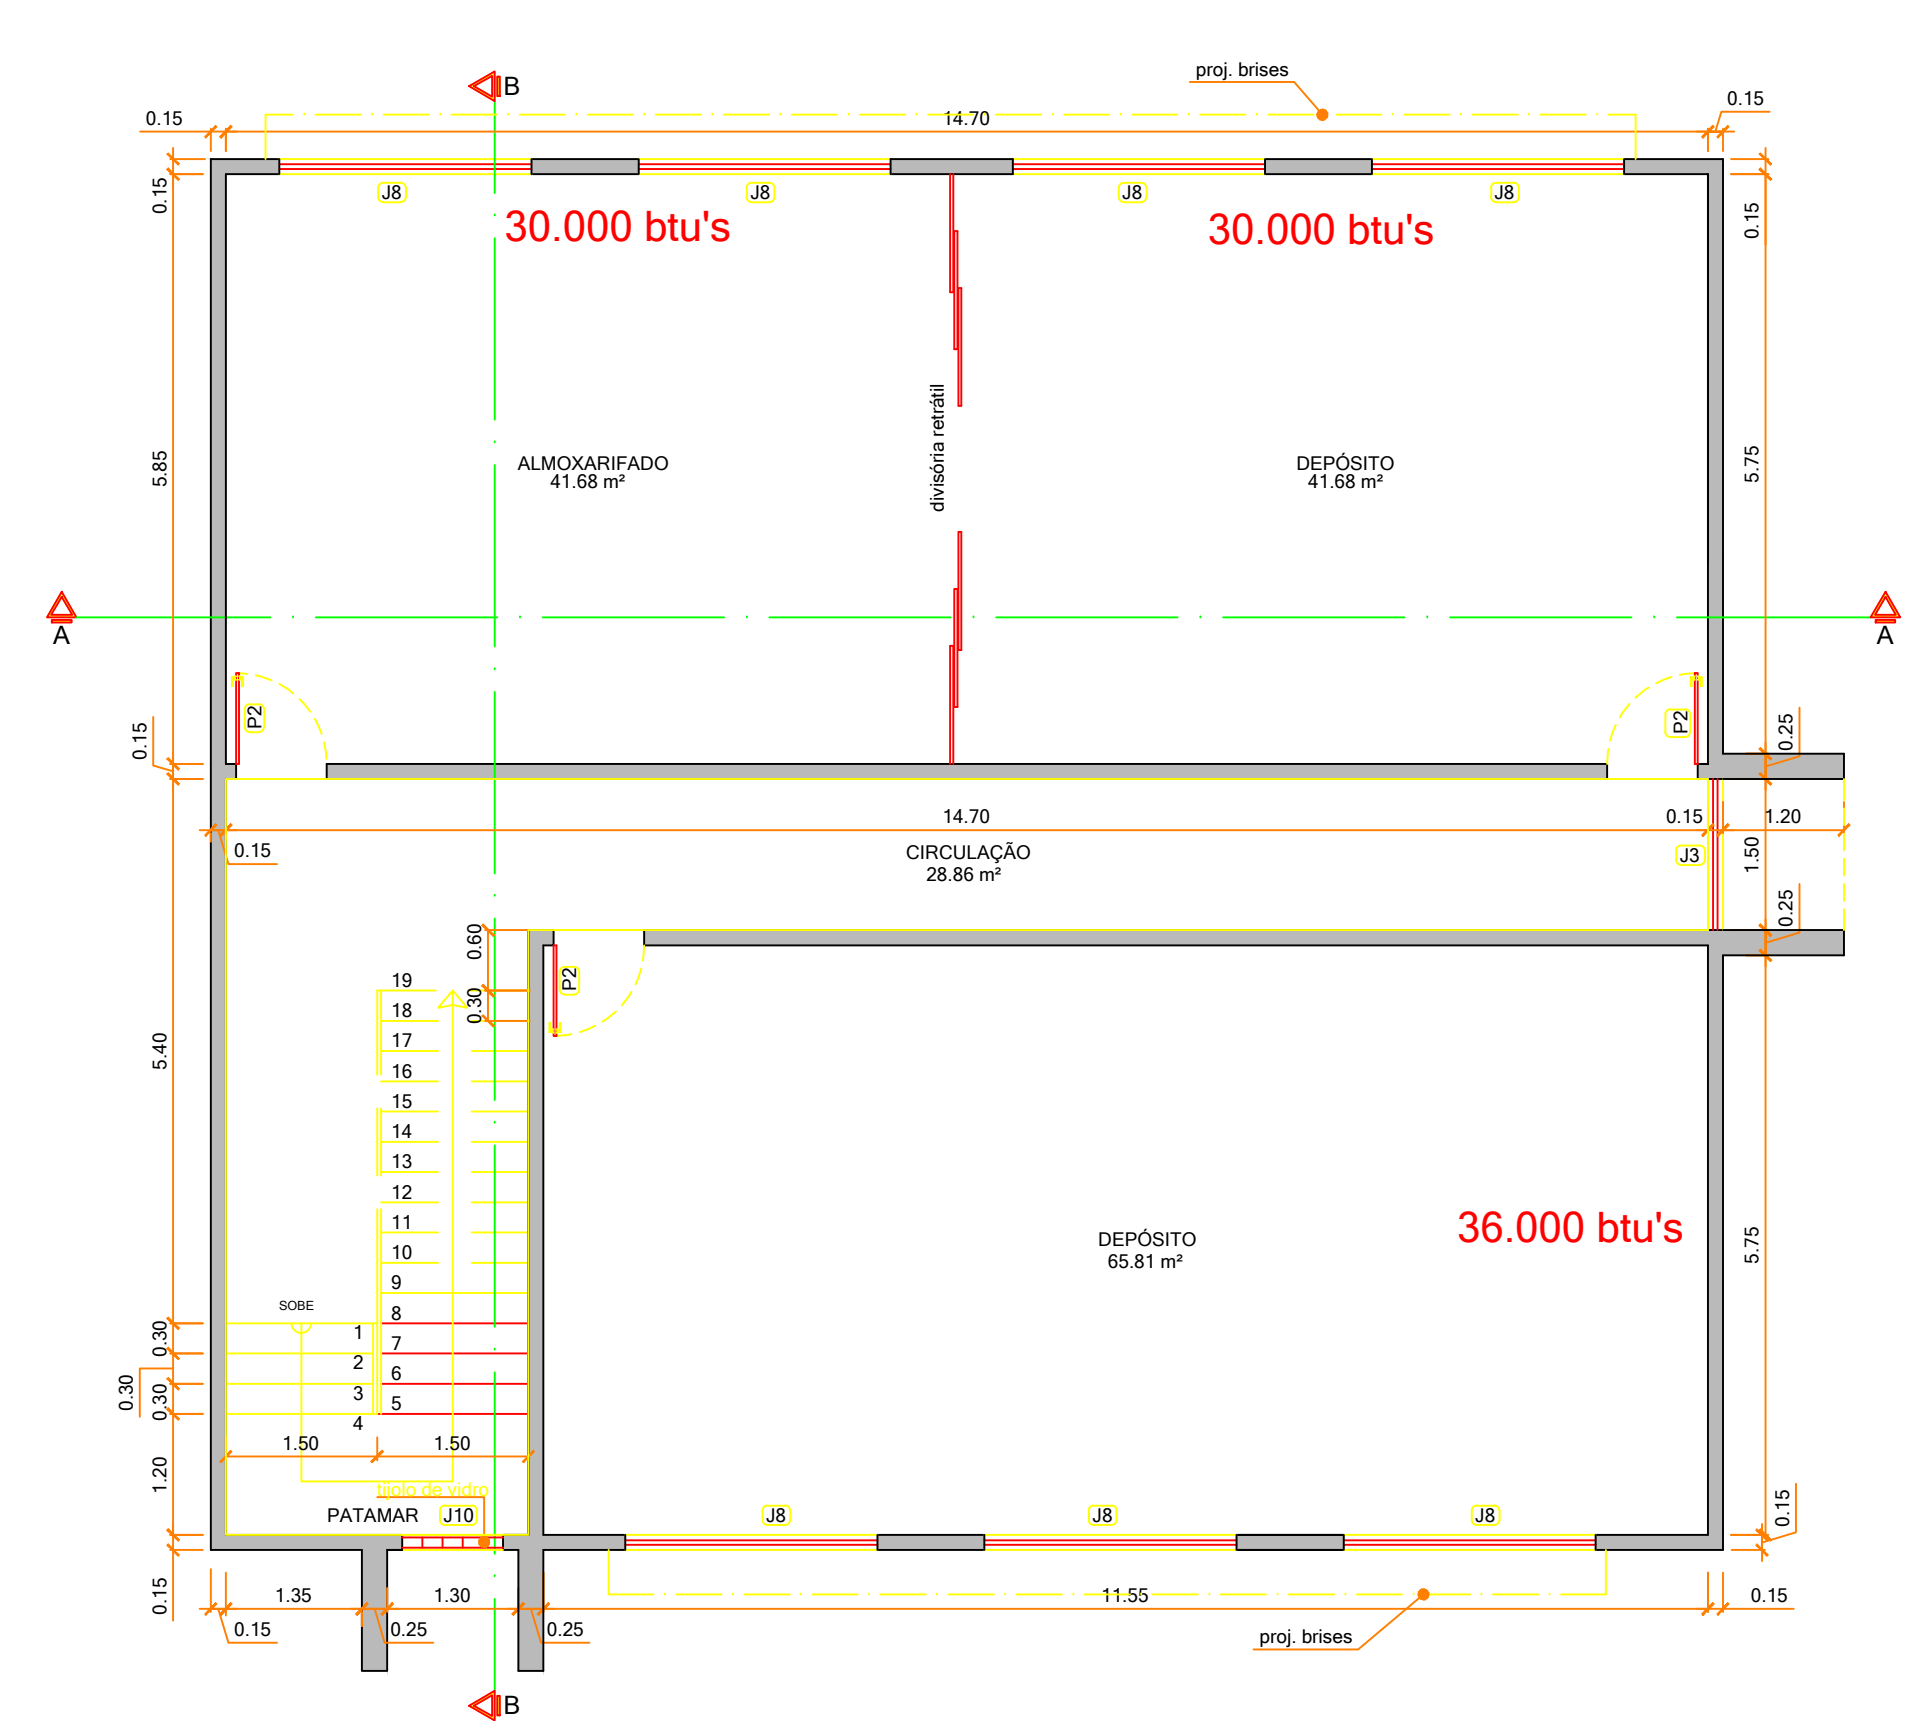 proj. brises
B
0.15
14.70
0.15
0.15
J8
J8
J8
J8
0.15
30.000 btu's
30.000 btu's
divisória retrátil
5.85
ALMOXARIFADO
41.68 m²
DEPÓSITO
41.68 m²
5.75
A
A
P2
P2
0.15
0.25
14.70
0.15
1.20
0.15
CIRCULAÇÃO
28.86 m²
J3
1.50
0.25
0.60
0.30
P2
19
18
17
16
15
14
13
12
11
10
9
8
7
6
5
5.40
36.000 btu's
DEPÓSITO
65.81 m²
5.75
SOBE
1
2
3
4
0.30
0.30
0.30
1.50
1.50
1.20
tijolo de vidro
PATAMAR
J10
J8
J8
J8
0.15
0.15
1.35
1.30
11.55
0.15
0.15
0.25
0.25
proj. brises
B